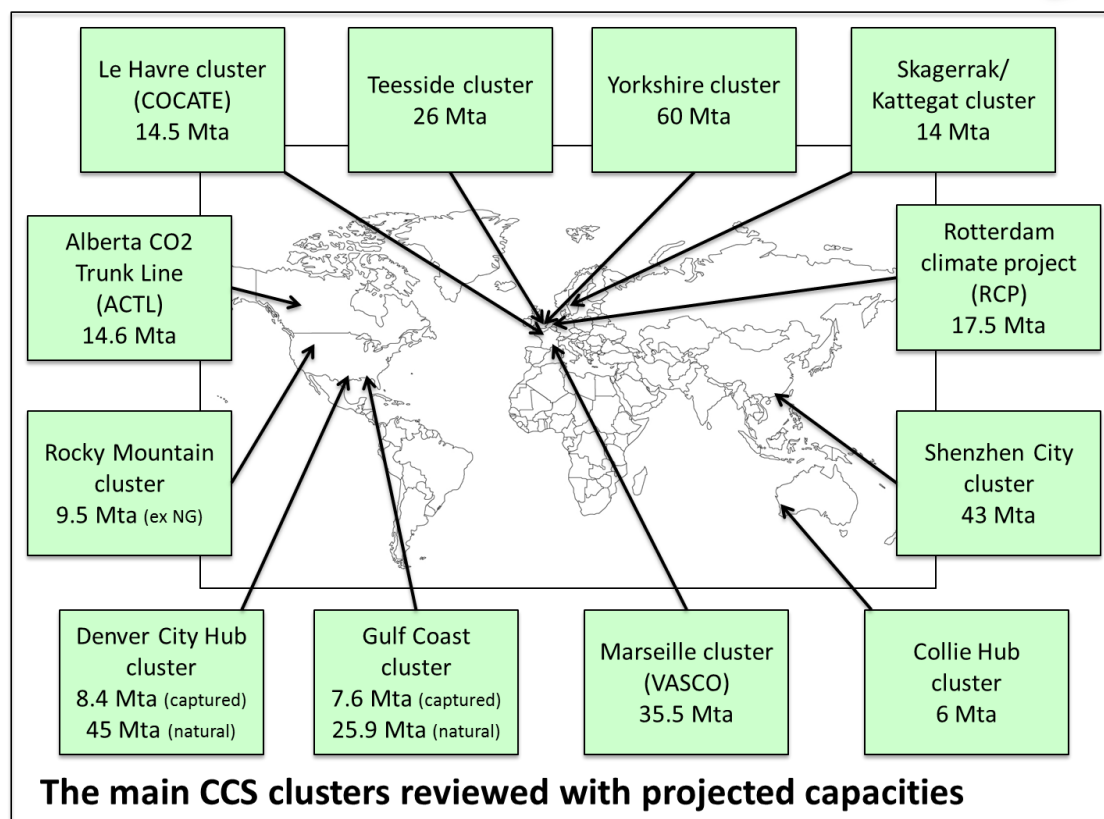 Le Havre cluster
(COCATE)
14.5 Mta
Teesside cluster
26 Mta
Yorkshire cluster
60 Mta
Skagerrak/
Kattegat cluster
14 Mta
Alberta CO2
Trunk Line
(ACTL)
14.6 Mta
Rotterdam
climate project
(RCP)
17.5 Mta
Rocky Mountain
cluster
9.5 Mta (ex NG)
Shenzhen City
cluster
43 Mta
Denver City Hub
cluster
8.4 Mta (captured)
45 Mta (natural)
Gulf Coast
cluster
7.6 Mta (captured)
25.9 Mta (natural)
Marseille cluster
(VASCO)
35.5 Mta
Collie Hub
cluster
6 Mta
The main CCS clusters reviewed with projected capacities